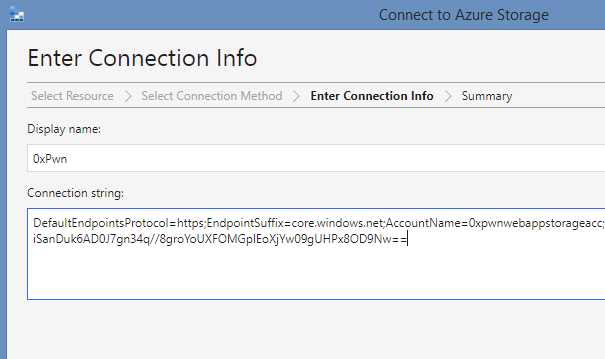 Connect to Azure Storage
Enter Connection Info
Select Resource > Select Connection Method > Enter Connection Info > Summary
Display name:
0xPwn
Connection string:
DefaultEndpointsProtocol=https;EndpointSuffix=core.windows.net;AccountName=0xpwnwebappstorageacc;
iSanDuk6AD0J7gn34q//8groYoUXFOMGpIEoXjYw09gUHPx8OD9Nw==